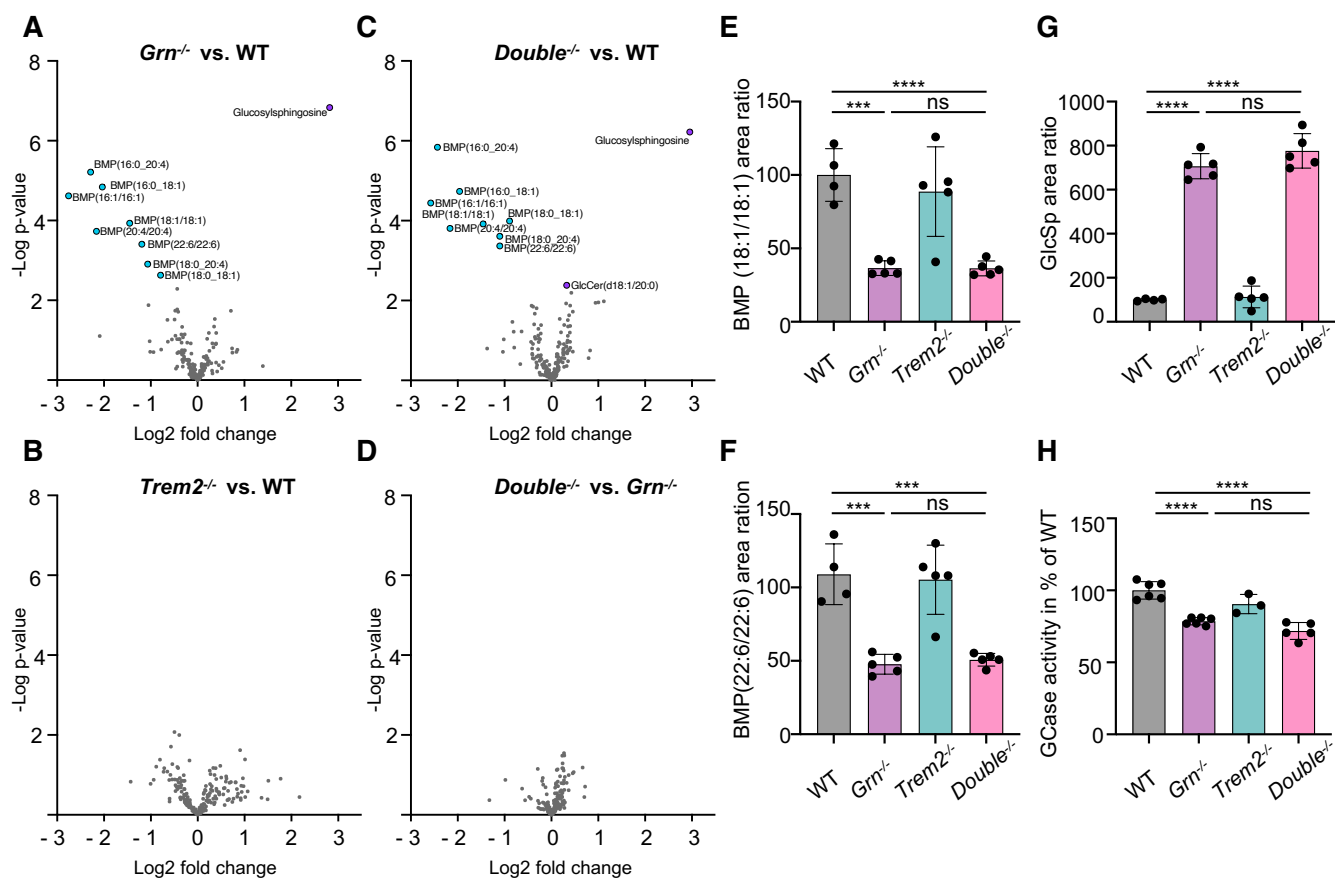 A
Grn-/- vs. WT
8
6
4
2
-Log p-value
Glucosylsphingosine
BMP(16:0_20:4)
BMP(16:0_18:1)
BMP(16:1/16:1)
BMP(18:1/18:1)
BMP(20:4/20:4)
BMP(22:6/22:6)
BMP(18:0_20:4)
BMP(18:0_18:1)
- 3 - 2 - 1 0 1 2 3
Log2 fold change
C
Double-/- vs. WT
8
6
4
2
-Log p-value
Glucosylsphingosine
BMP(16:0_20:4)
BMP(16:0_18:1)
BMP(16:1/16:1)
BMP(18:1/18:1)
BMP(18:0_18:1)
BMP(20:4/20:4)
BMP(18:0_20:4)
BMP(22:6/22:6)
GlcCer(d18:1/20:0)
- 3 - 2 - 1 0 1 2 3
Log2 fold change
E
BMP (18:1/18:1) area ratio
150
100
50
0
****
*** ns
WT Grn-/- Trem2-/- Double-/-
G
GlcSp area ratio
1000
800
600
400
200
0
****
**** ns
WT Grn-/- Trem2-/- Double-/-
B
Trem2-/- vs. WT
8
6
4
2
-Log p-value
- 3 - 2 - 1 0 1 2 3
Log2 fold change
D
Double-/- vs. Grn-/-
8
6
4
2
-Log p-value
- 3 - 2 - 1 0 1 2 3
Log2 fold change
F
BMP(22:6/22:6) area ration
150
100
50
0
***
*** ns
WT Grn-/- Trem2-/- Double-/-
H
GCase activity in % of WT
150
100
50
0
****
**** ns
WT Grn-/- Trem2-/- Double-/-